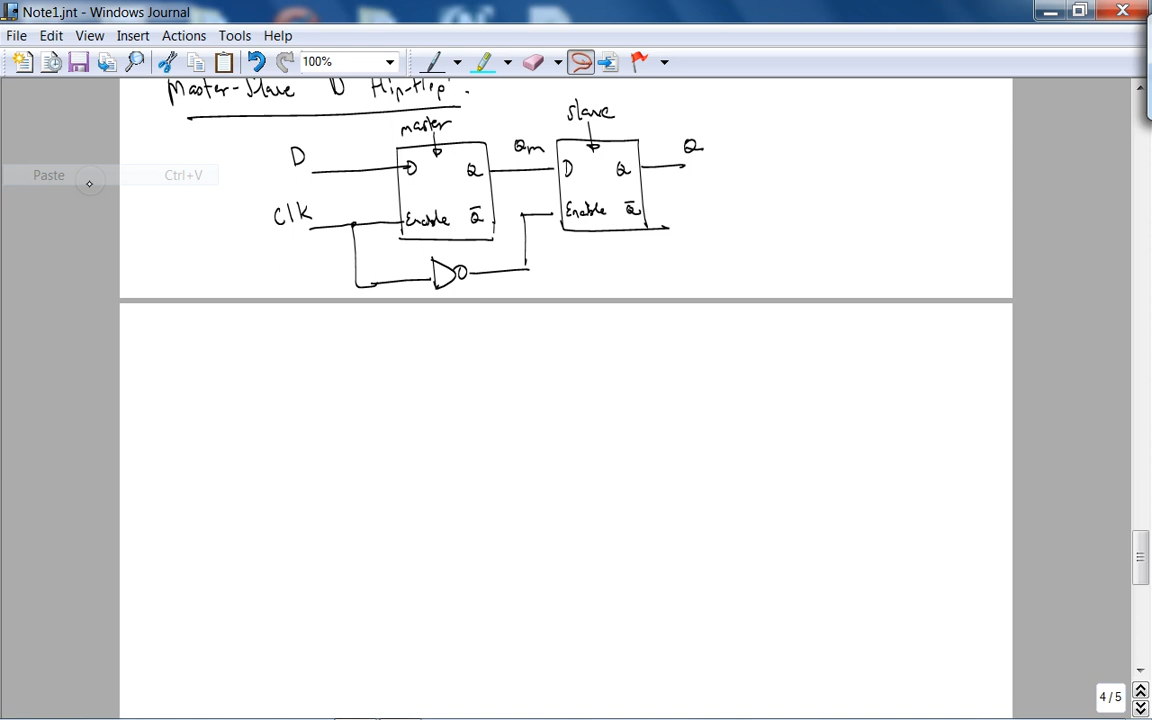 Note1.jnt - Windows Journal
File Edit View Insert Actions Tools Help
100%
Master-Slave D Flip-Flop.
master
slave
D
D Q
Qm
D Q
Q
Clk
Enable Q̅
Enable Q̅
Paste Ctrl+V
4 / 5